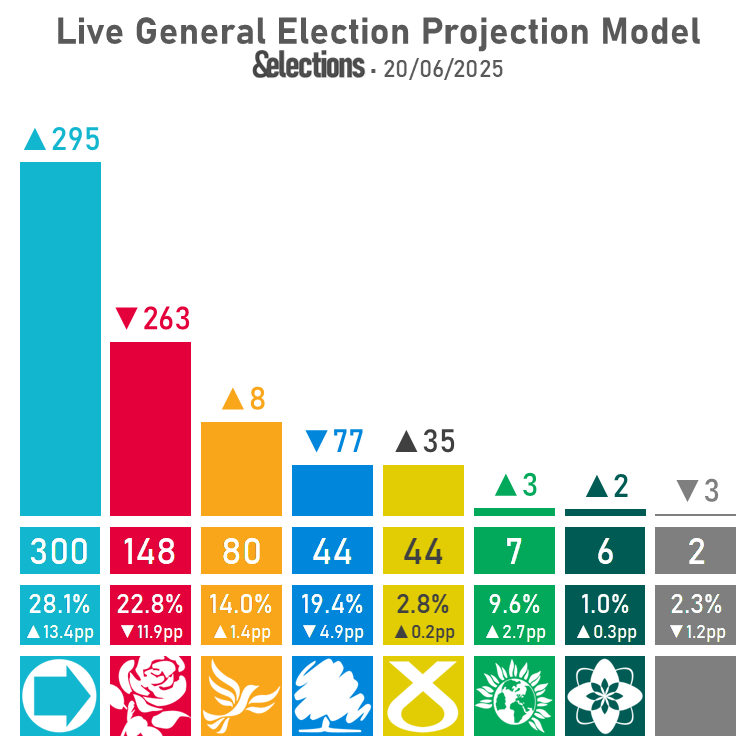 Live General Election Projection Model
&elections · 20/06/2025
▲295
▼263
▲8
▼77
▲35
▲3
▲2
▼3
300 148 80 44 44 7 6 2
28.1% 22.8% 14.0% 19.4% 2.8% 9.6% 1.0% 2.3%
▲13.4pp ▼11.9pp ▲1.4pp ▼4.9pp ▲0.2pp ▲2.7pp ▲0.3pp ▼1.2pp